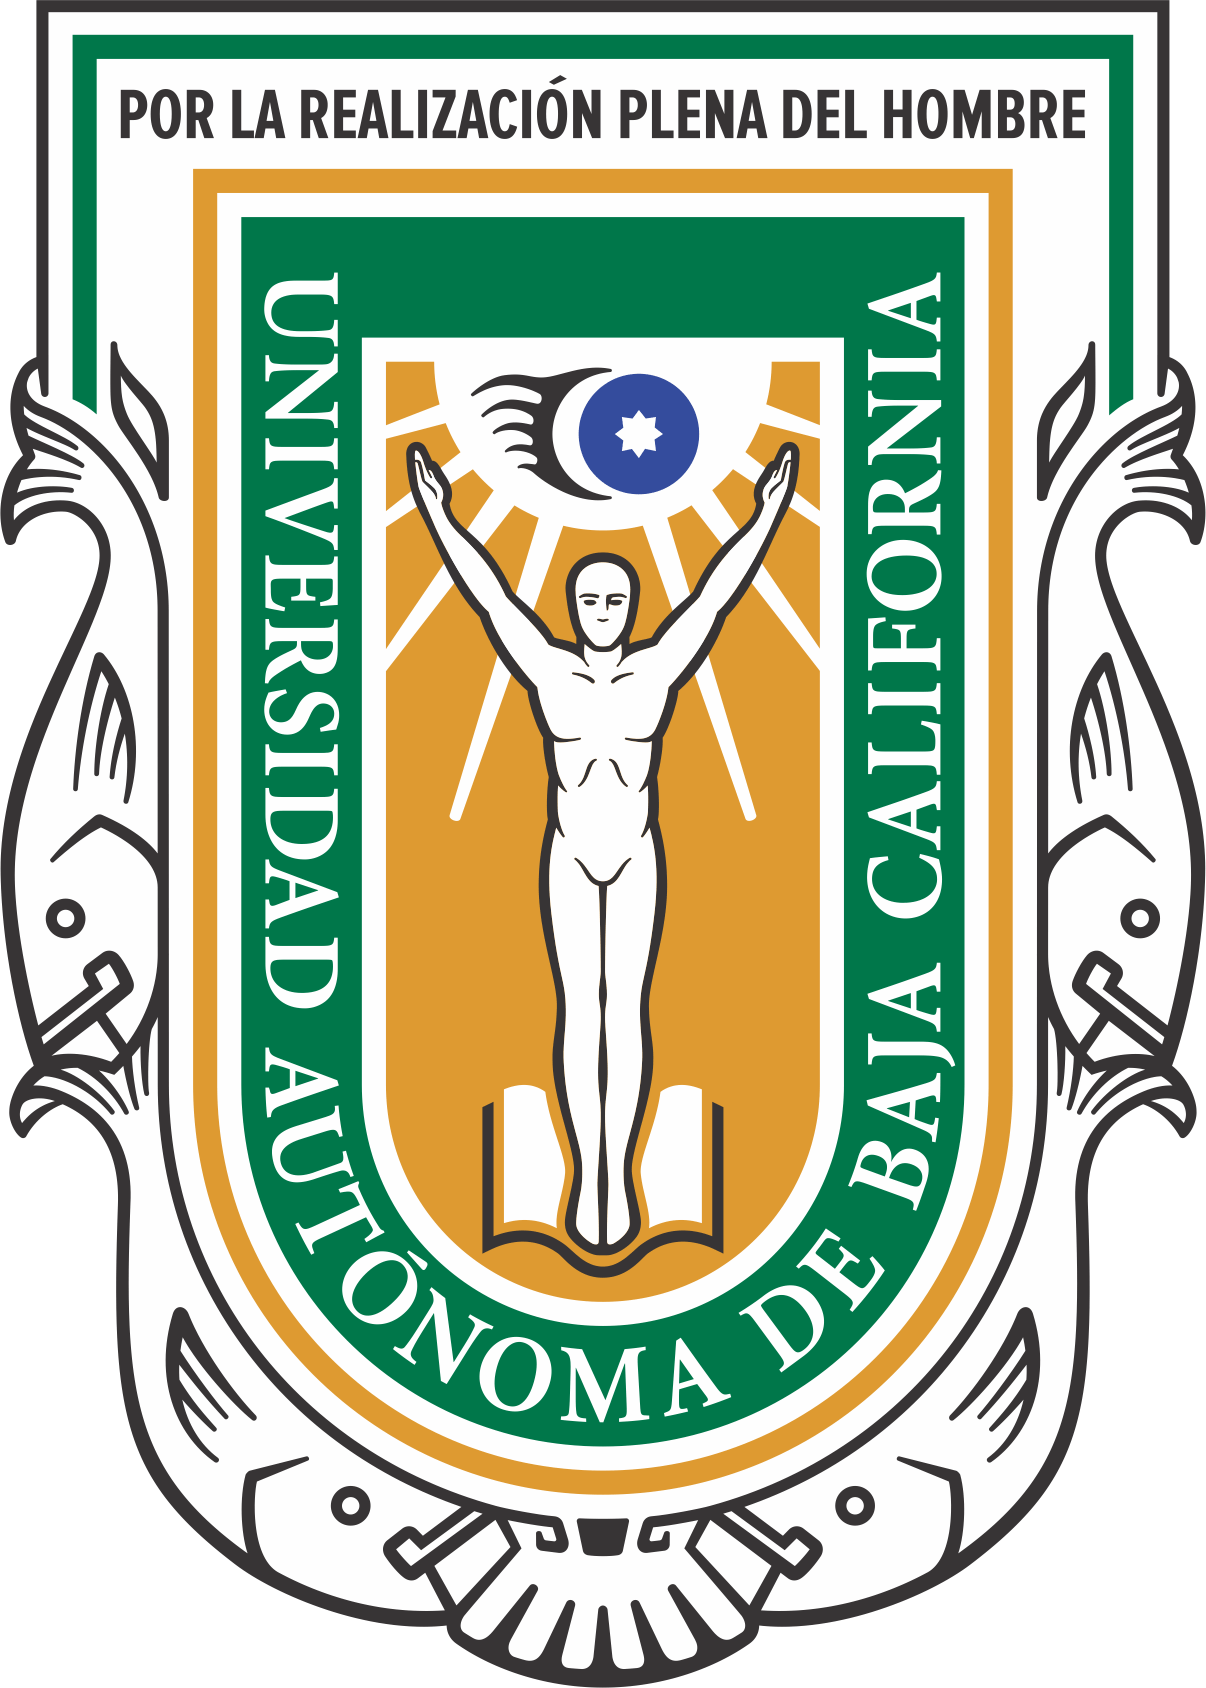 POR LA REALIZACIÓN PLENA DEL HOMBRE
UNIVERSIDAD AUTÓNOMA DE BAJA CALIFORNIA